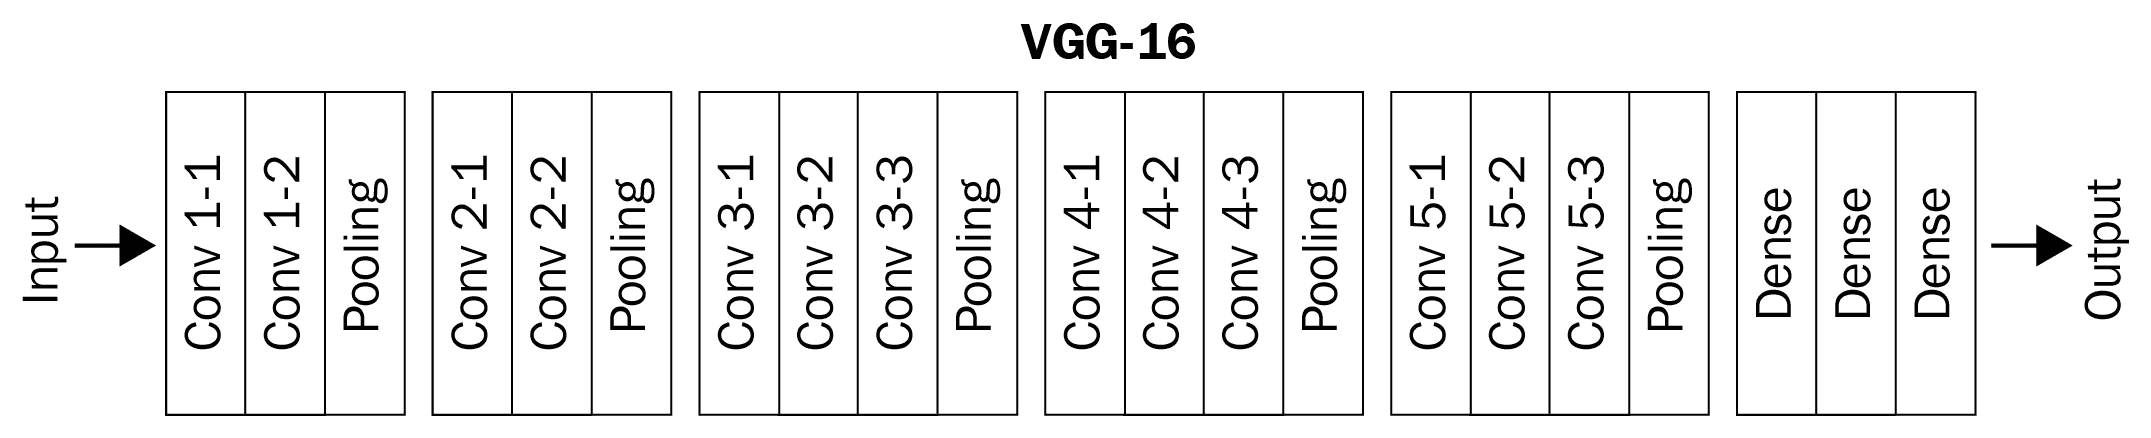 VGG-16
Input
Conv 1-1
Conv 1-2
Pooling
Conv 2-1
Conv 2-2
Pooling
Conv 3-1
Conv 3-2
Conv 3-3
Pooling
Conv 4-1
Conv 4-2
Conv 4-3
Pooling
Conv 5-1
Conv 5-2
Conv 5-3
Pooling
Dense
Dense
Dense
Output